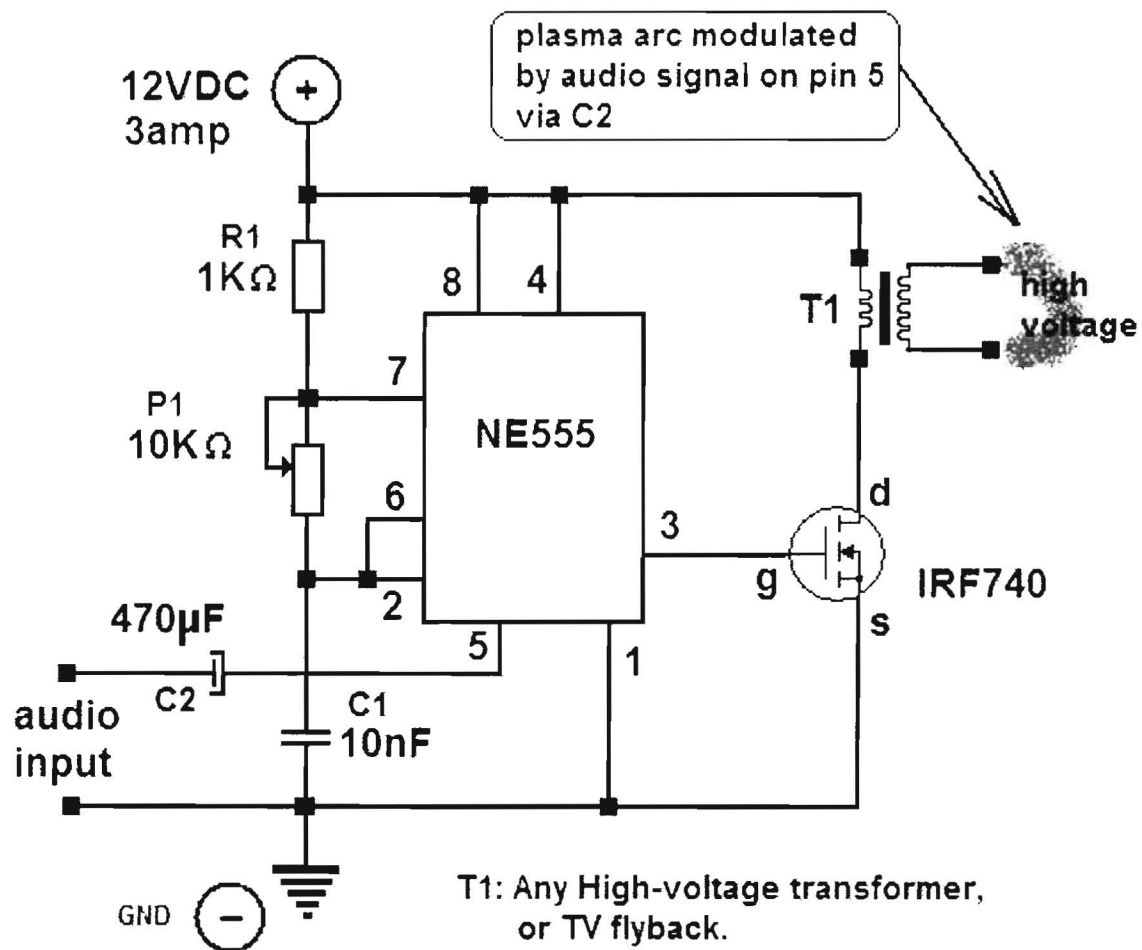 plasma arc modulated
by audio signal on pin 5
via C2
12VDC
3amp
+
R1
1KΩ
8
4
T1
high
voltage
7
P1
10KΩ
NE555
6
3
d
g
IRF740
2
s
470µF
5
1
C2
C1
10nF
audio
input
T1: Any High-voltage transformer,
or TV flyback.
GND
−